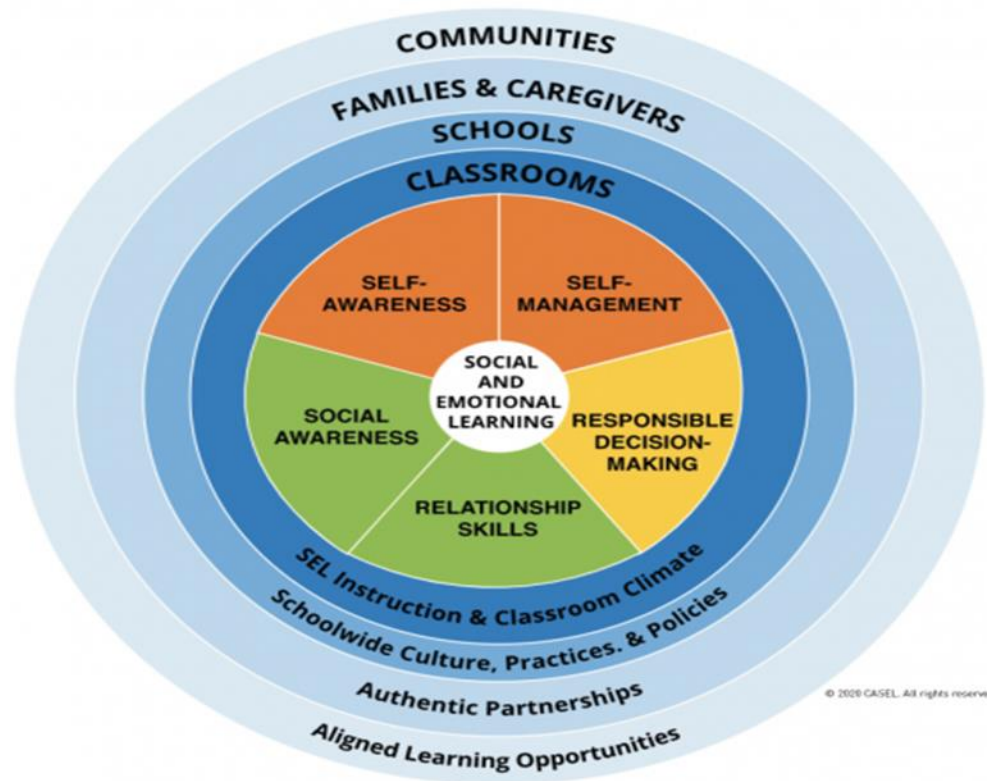 COMMUNITIES
FAMILIES & CAREGIVERS
SCHOOLS
CLASSROOMS
SELF-
AWARENESS
SELF-
MANAGEMENT
SOCIAL
AND
EMOTIONAL
LEARNING
SOCIAL
AWARENESS
RESPONSIBLE
DECISION-
MAKING
RELATIONSHIP
SKILLS
SEL Instruction & Classroom Climate
Schoolwide Culture, Practices. & Policies
Authentic Partnerships
Aligned Learning Opportunities
© 2020 CASEL. All rights reserve